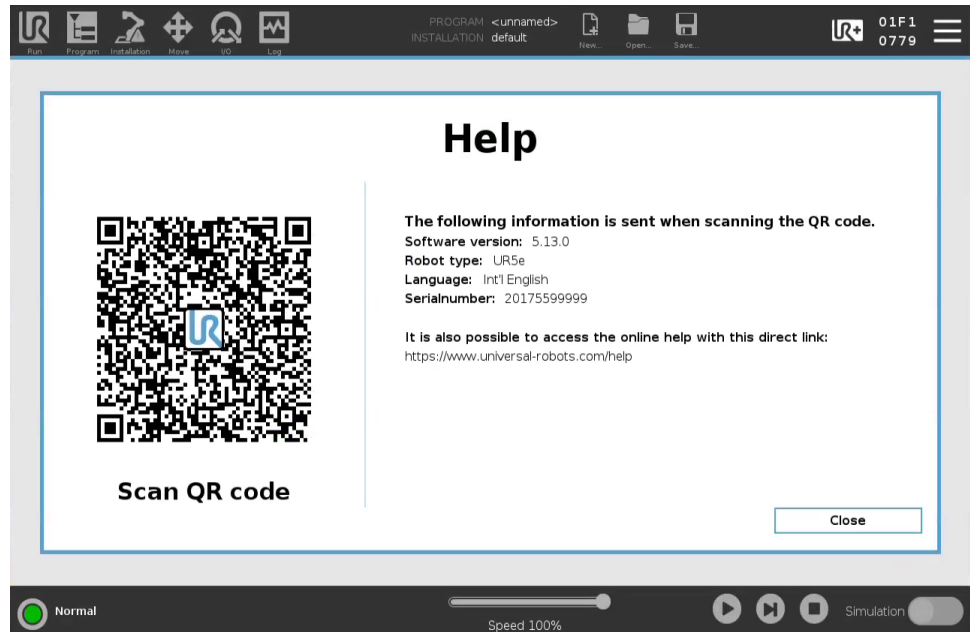 PROGRAM <unnamed>
INSTALLATION default
Run Program Installation Move I/O Log
New... Open... Save...
UR+
01F1
0779
Help
The following information is sent when scanning the QR code.
Software version: 5.13.0
Robot type: UR5e
Language: Int'l English
Serialnumber: 20175599999
It is also possible to access the online help with this direct link:
https://www.universal-robots.com/help
UR
Scan QR code
Close
Normal
Speed 100%
Simulation